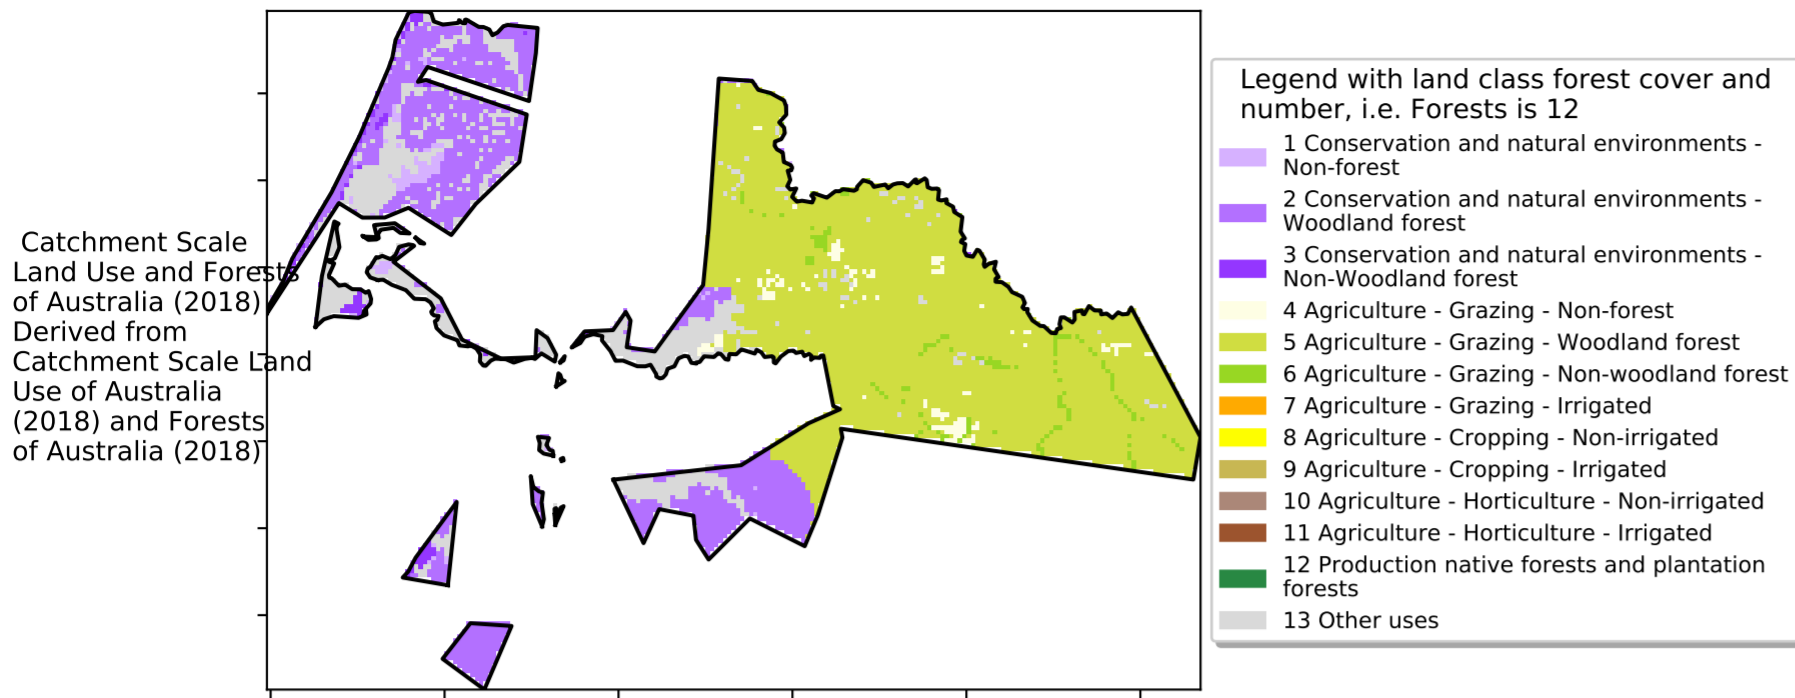 Catchment Scale
Land Use and Forests
of Australia (2018)
Derived from
Catchment Scale Land
Use of Australia
(2018) and Forests
of Australia (2018)
Legend with land class forest cover and
number, i.e. Forests is 12
1 Conservation and natural environments -
Non-forest
2 Conservation and natural environments -
Woodland forest
3 Conservation and natural environments -
Non-Woodland forest
4 Agriculture - Grazing - Non-forest
5 Agriculture - Grazing - Woodland forest
6 Agriculture - Grazing - Non-woodland forest
7 Agriculture - Grazing - Irrigated
8 Agriculture - Cropping - Non-irrigated
9 Agriculture - Cropping - Irrigated
10 Agriculture - Horticulture - Non-irrigated
11 Agriculture - Horticulture - Irrigated
12 Production native forests and plantation
forests
13 Other uses